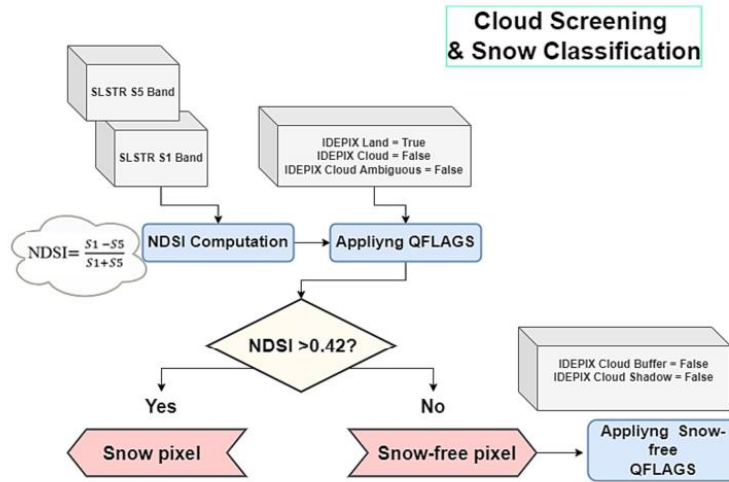 Cloud Screening
& Snow Classification
SLSTR S5 Band
SLSTR S1 Band
IDEPIX Land = True
IDEPIX Cloud = False
IDEPIX Cloud Ambiguous = False
NDSI= S1 −S5 / S1+S5
NDSI Computation
Appliyng QFLAGS
NDSI >0.42?
IDEPIX Cloud Buffer = False
IDEPIX Cloud Shadow = False
Yes
No
Snow pixel
Snow-free pixel
Appliyng Snow-
free
QFLAGS